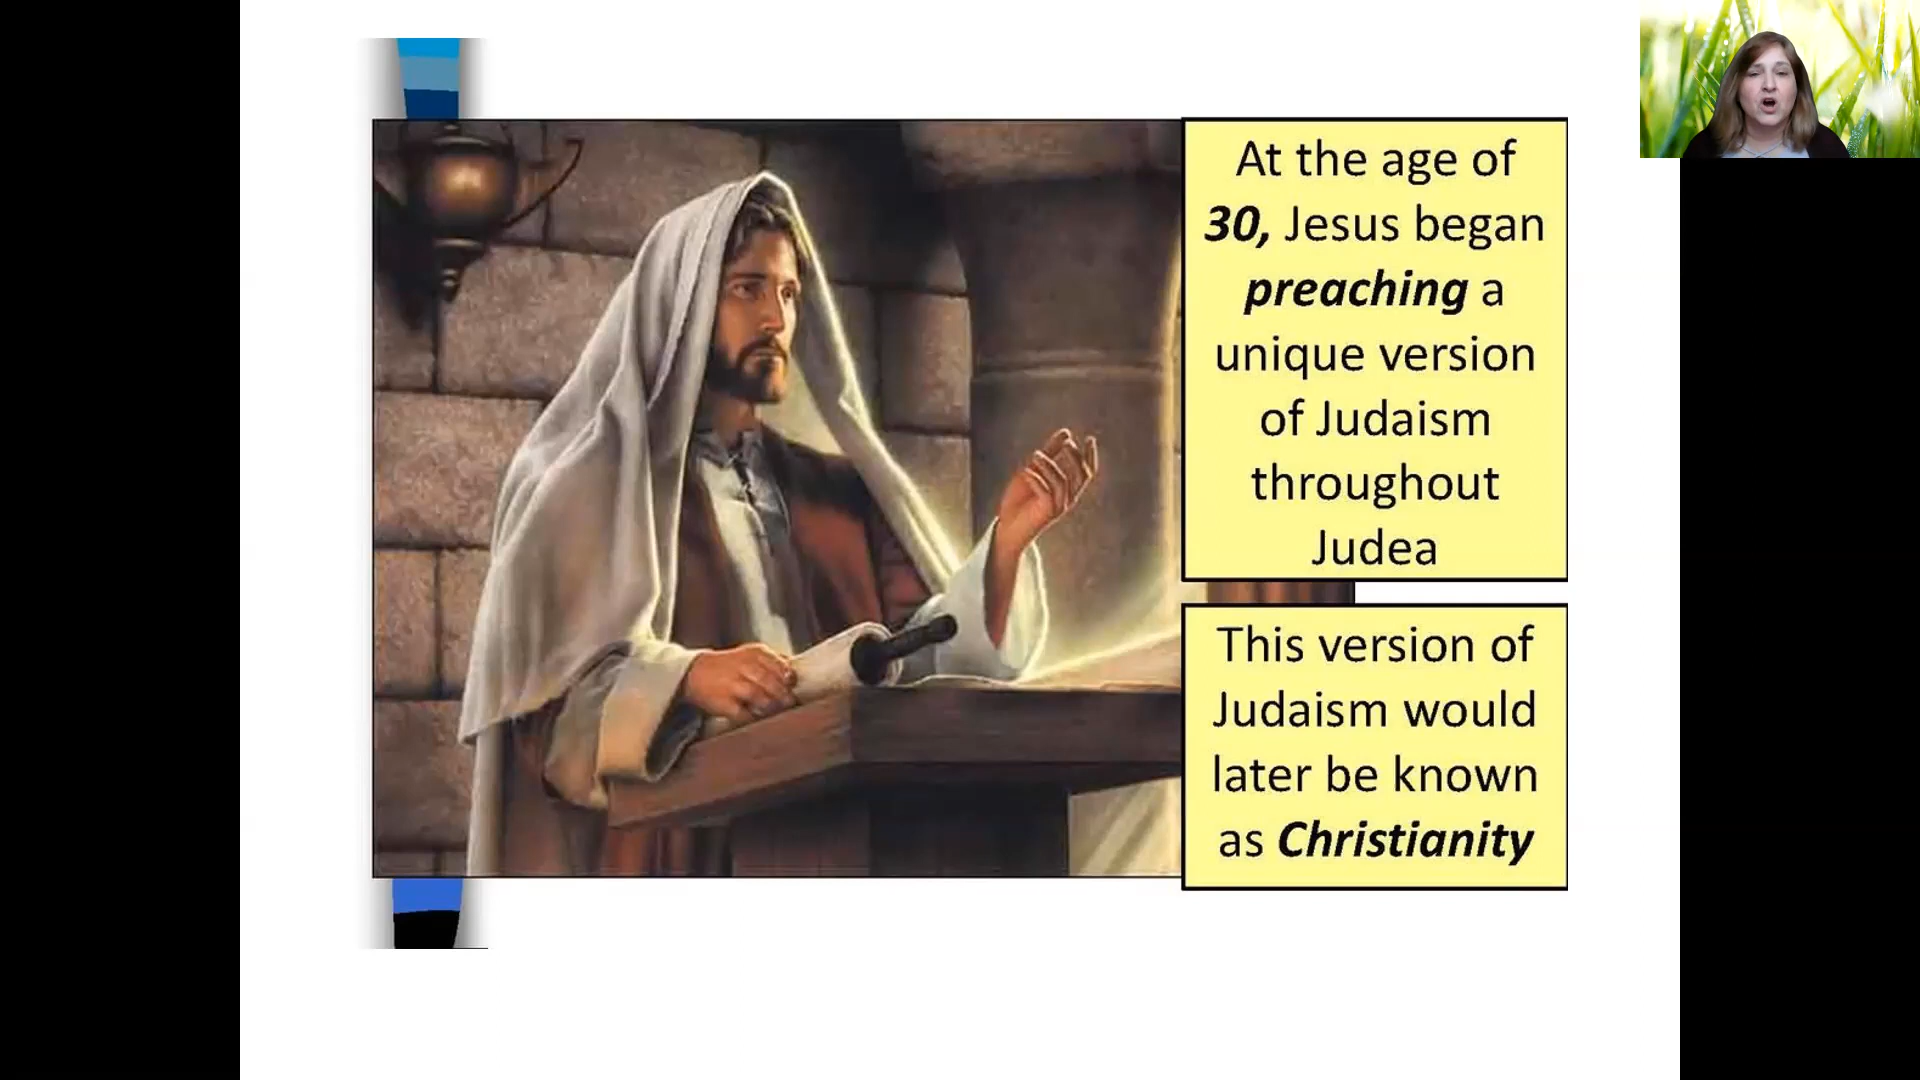 At the age of
30, Jesus began
preaching a
unique version
of Judaism
throughout
Judea
This version of
Judaism would
later be known
as Christianity